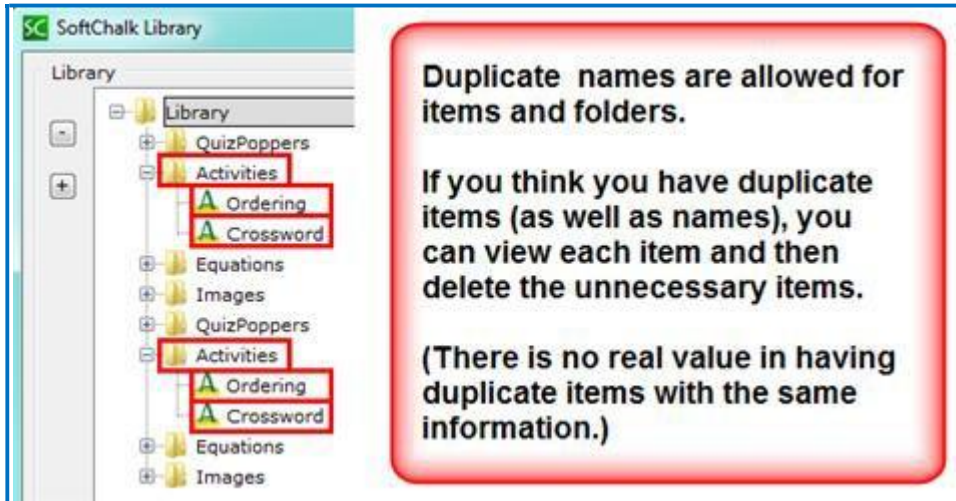 SC SoftChalk Library
Library
Library
QuizPoppers
Activities
A Ordering
A Crossword
Equations
Images
QuizPoppers
Activities
A Ordering
A Crossword
Equations
Images
Duplicate names are allowed for
items and folders.
If you think you have duplicate
items (as well as names), you
can view each item and then
delete the unnecessary items.
(There is no real value in having
duplicate items with the same
information.)